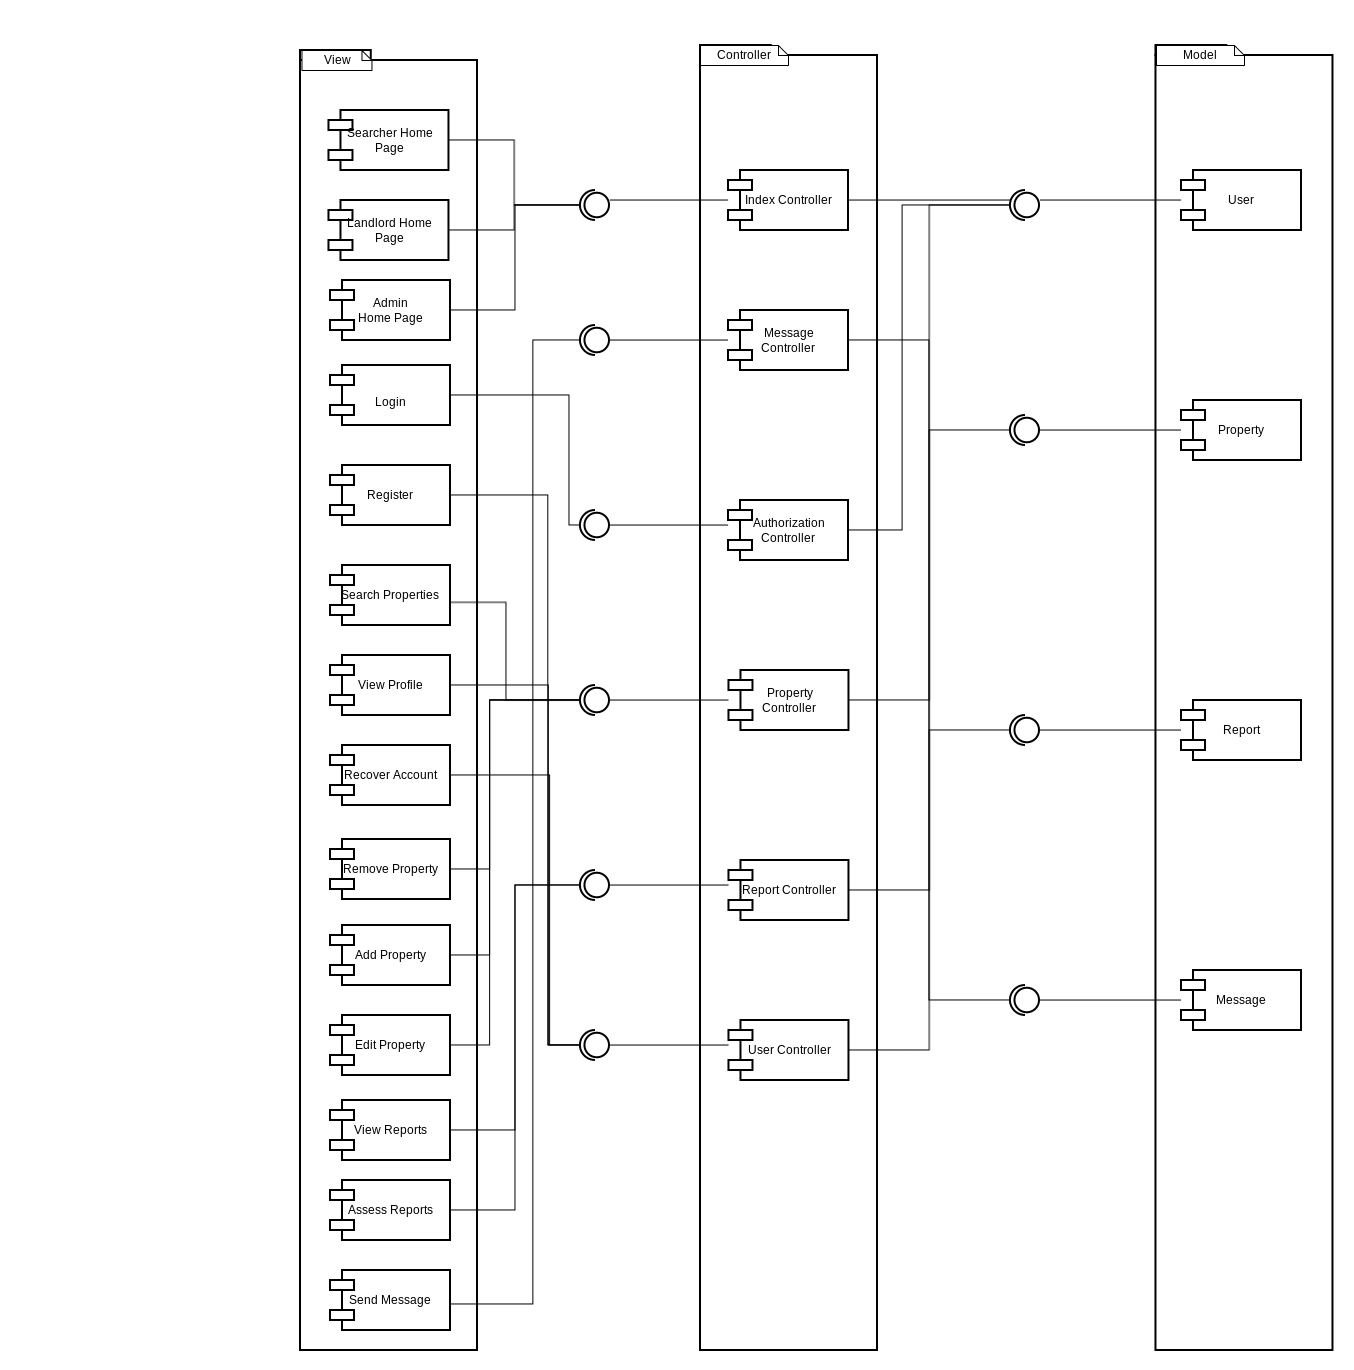 View
Searcher Home
Page
Landlord Home
Page
Admin
Home Page
Login
Register
Search Properties
View Profile
Recover Account
Remove Property
Add Property
Edit Property
View Reports
Assess Reports
Send Message
Controller
Index Controller
Message
Controller
Authorization
Controller
Property
Controller
Report Controller
User Controller
Model
User
Property
Report
Message